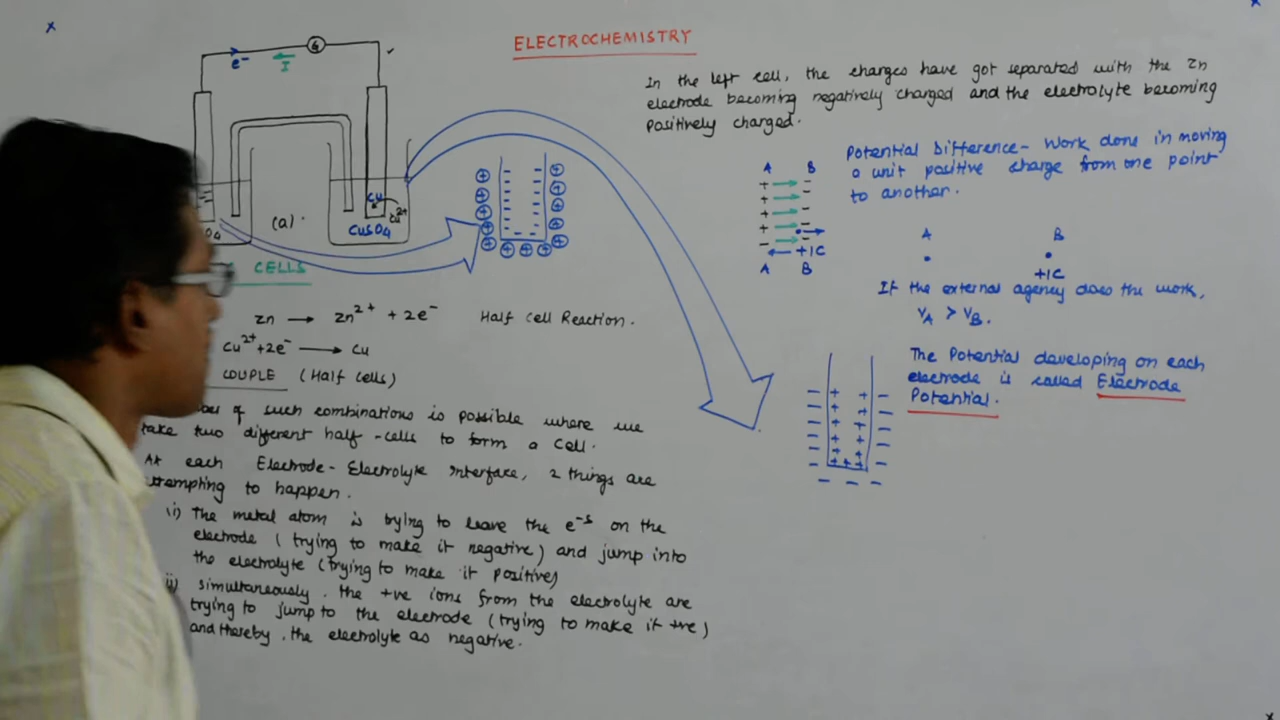 ELECTROCHEMISTRY
G
e⁻
I
Cu
Cu²⁺
CuSO4
O4
(a)
CELLS
Zn → Zn²⁺ + 2e⁻ Half Cell Reaction.
Cu²⁺+2e⁻ → Cu
COUPLE (Half Cells)
of such combinations is possible where we
take two different half-cells to form a Cell.
At each Electrode-Electrolyte Interface, 2 things are
attempting to happen.
(i) The metal atom is trying to leave the e⁻s on the
electrode (trying to make it negative) and jump into
the electrolyte (trying to make it positive)
ii) simultaneously, the +ve ions from the electrolyte are
trying to jump to the electrode (trying to make it +ve)
and thereby, the electrolyte as negative.
In the left cell, the charges have got separated with the Zn
electrode becoming negatively charged and the electrolyte becoming
Positively charged.
Potential Difference- Work done in moving
a unit positive charge from one point
to another.
A B
+1C
A B
A B
+1C
If the external agency does the work,
VA > VB.
The Potential developing on each
electrode is called Electrode
Potential.